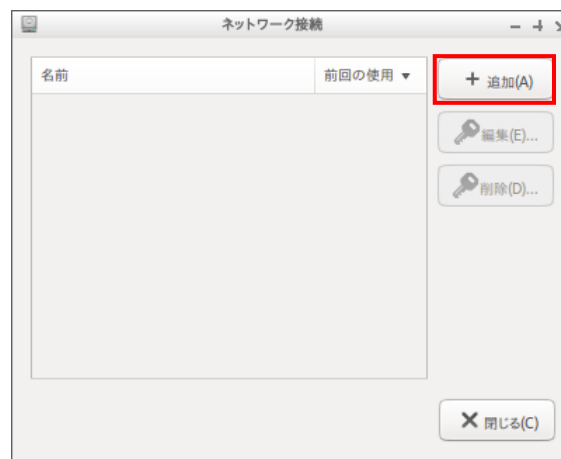 ネットワーク接続
名前 前回の使用 ▼
追加(A)
編集(E)...
削除(D)...
閉じる(C)